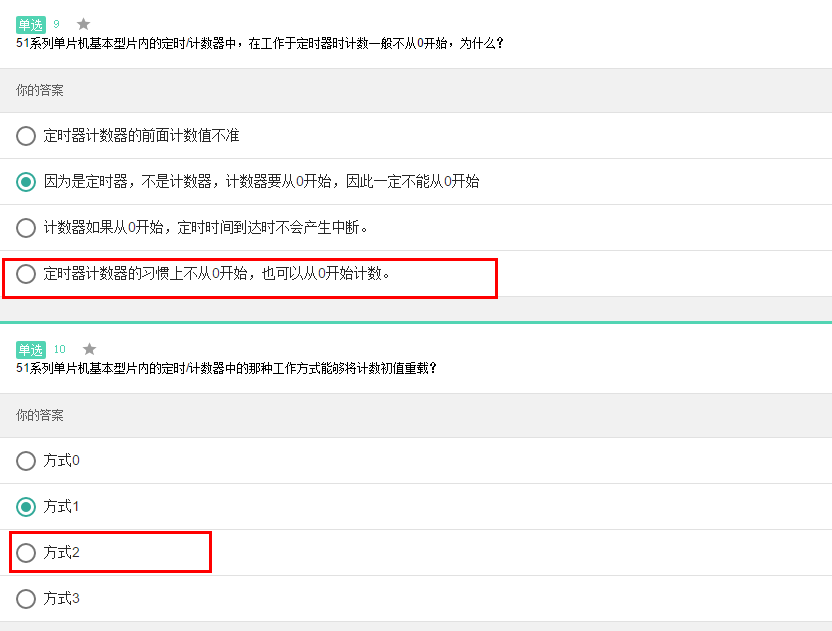 单选 9
51系列单片机基本型片内的定时/计数器中，在工作于定时器时计数一般不从0开始，为什么？
你的答案
定时器计数器的前面计数值不准
因为是定时器，不是计数器，计数器要从0开始，因此一定不能从0开始
计数器如果从0开始，定时时间到达时不会产生中断。
定时器计数器的习惯上不从0开始，也可以从0开始计数。
单选 10
51系列单片机基本型片内的定时/计数器中的那种工作方式能够将计数初值重载？
你的答案
方式0
方式1
方式2
方式3